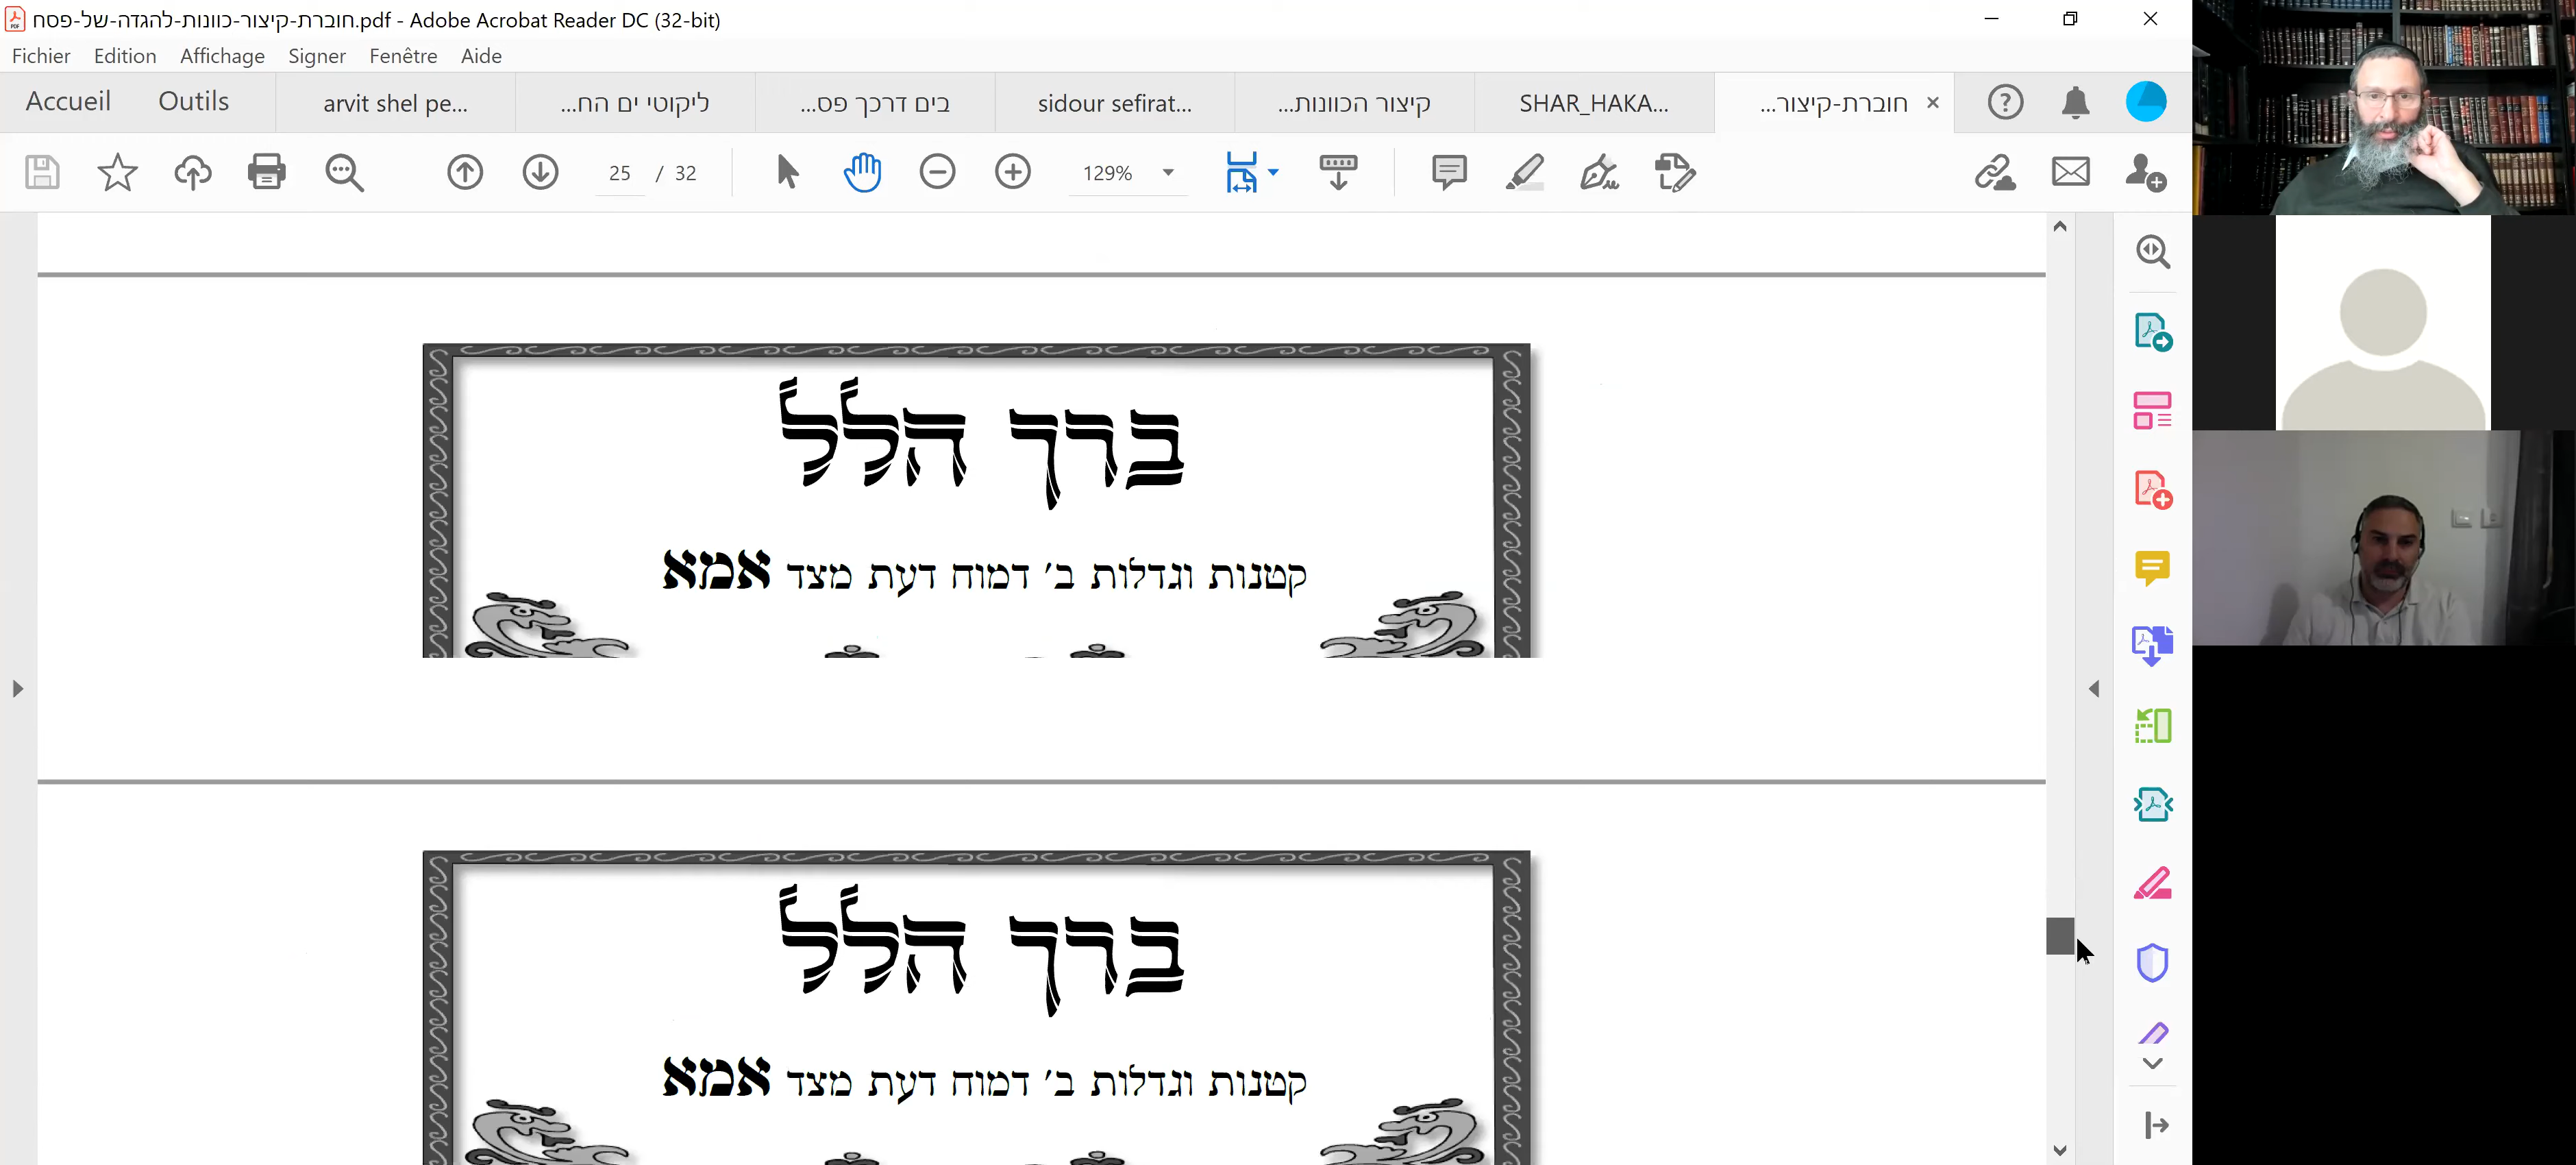 חוברת-קיצור-כוונות-להגדה-של-פסח.pdf - Adobe Acrobat Reader DC (32-bit)
Fichier Edition Affichage Signer Fenêtre Aide
Accueil Outils arvit shel pe... ליקוטי ים הח... בים דרכך פס... sidour sefirat... קיצור הכוונות... SHAR_HAKA... חוברת-קיצור...
25 / 32 129%
ברך הלל
קטנות וגדלות ב' דמוח דעת מצד אמא
ברך הלל
קטנות וגדלות ב' דמוח דעת מצד אמא